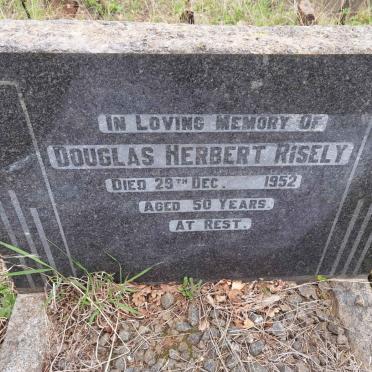 IN LOVING MEMORY OF
DOUGLAS HERBERT RISELY
DIED 29TH DEC. 1952
AGED 50 YEARS.
AT REST.